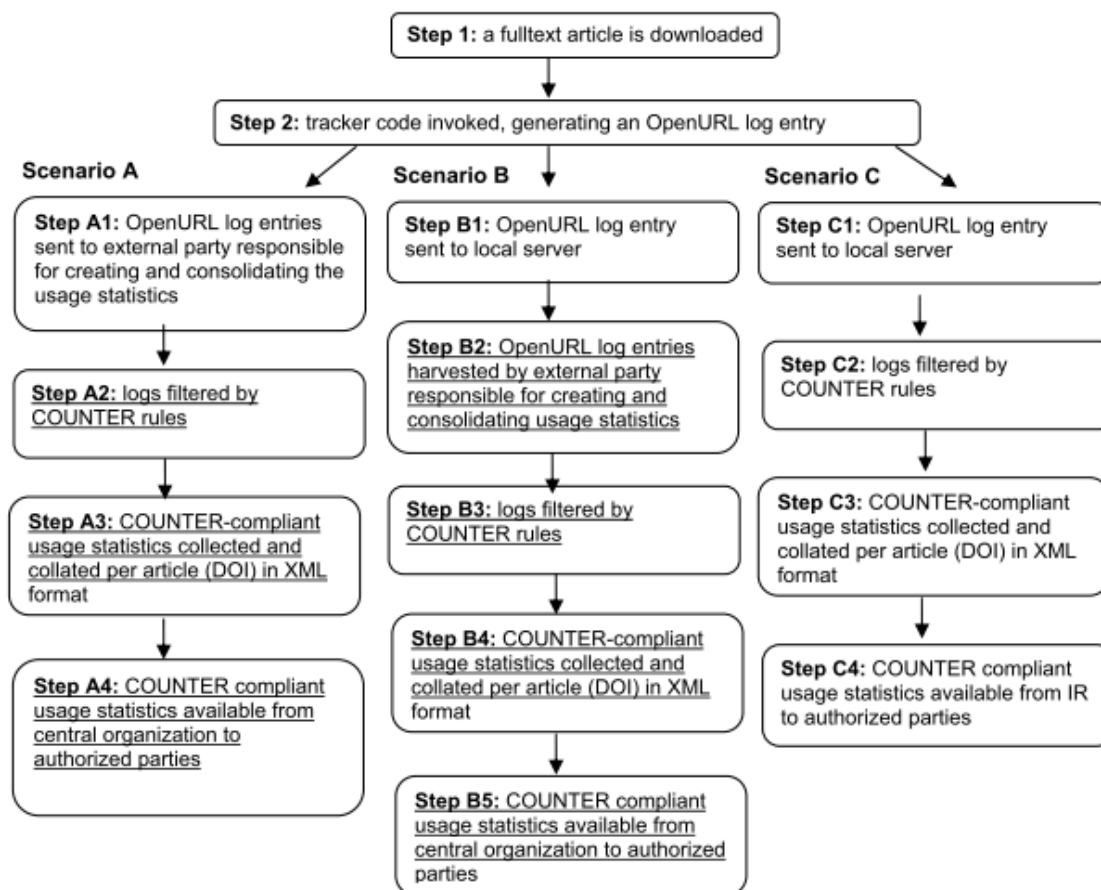 Step 1: a fulltext article is downloaded
Step 2: tracker code invoked, generating an OpenURL log entry
Scenario A
Step A1: OpenURL log entries
sent to external party responsible
for creating and consolidating the
usage statistics
Step A2: logs filtered by
COUNTER rules
Step A3: COUNTER-compliant
usage statistics collected and
collated per article (DOI) in XML
format
Step A4: COUNTER compliant
usage statistics available from
central organization to
authorized parties
Scenario B
Step B1: OpenURL log entry
sent to local server
Step B2: OpenURL log entries
harvested by external party
responsible for creating and
consolidating usage statistics
Step B3: logs filtered by
COUNTER rules
Step B4: COUNTER-compliant
usage statistics collected and
collated per article (DOI) in XML
format
Step B5: COUNTER compliant
usage statistics available from
central organization to authorized
parties
Scenario C
Step C1: OpenURL log entry
sent to local server
Step C2: logs filtered by
COUNTER rules
Step C3: COUNTER-compliant
usage statistics collected and
collated per article (DOI) in XML
format
Step C4: COUNTER compliant
usage statistics available from IR
to authorized parties